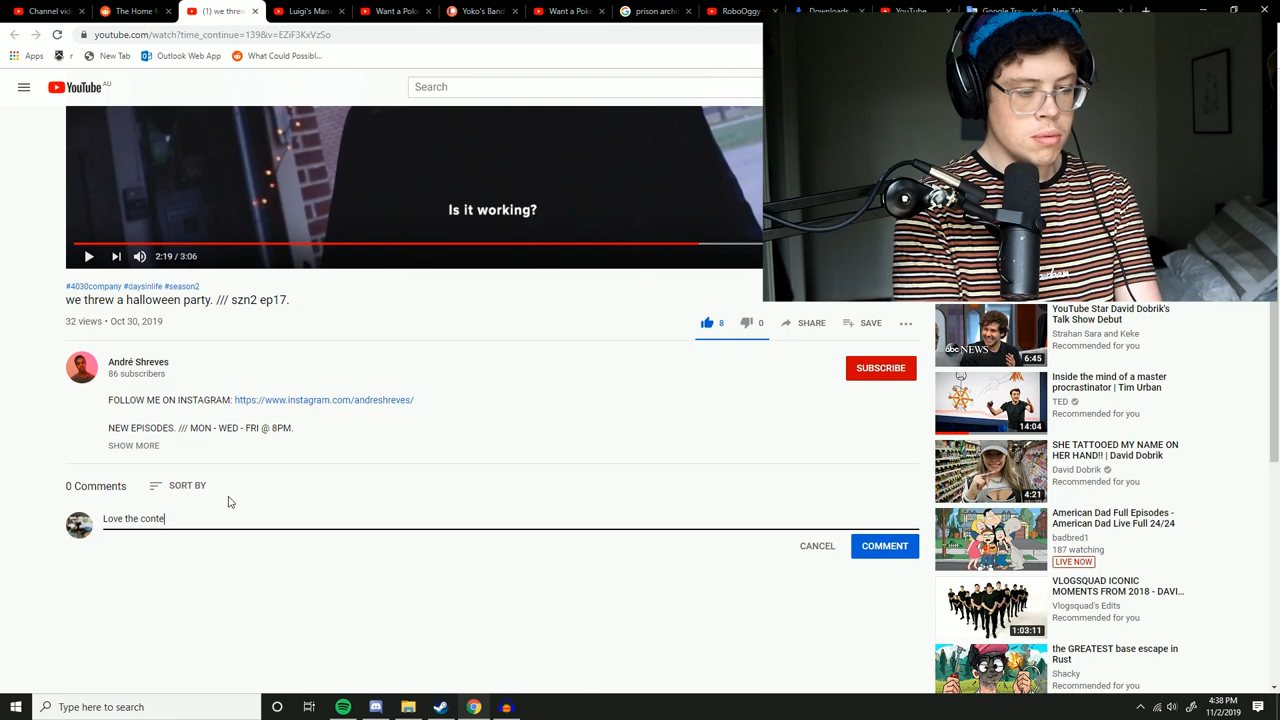 Channel vide
The Home f
(1) we threw
Luigi's Man
Want a Poke
Yoko's Band
Want a Poke
prison archi
RoboOggy
Downloads
New Tab
youtube.com/watch?time_continue=139&v=EZiF3KxVzSo
Apps
r
New Tab
Outlook Web App
What Could Possibl...
YouTube AU
Search
Is it working?
2:19 / 3:06
#4030company #daysinlife #season2
we threw a halloween party. /// szn2 ep17.
32 views • Oct 30, 2019
8
0
SHARE
SAVE
André Shreves
86 subscribers
SUBSCRIBE
FOLLOW ME ON INSTAGRAM: https://www.instagram.com/andreshreves/
NEW EPISODES. /// MON - WED - FRI @ 8PM.
SHOW MORE
0 Comments
SORT BY
Love the conte
CANCEL
COMMENT
YouTube Star David Dobrik's
Talk Show Debut
Strahan Sara and Keke
Recommended for you
abc NEWS
6:45
Inside the mind of a master
procrastinator | Tim Urban
TED
Recommended for you
14:04
SHE TATTOOED MY NAME ON
HER HAND!! | David Dobrik
David Dobrik
Recommended for you
4:21
American Dad Full Episodes -
American Dad Live Full 24/24
badbred1
187 watching
LIVE NOW
VLOGSQUAD ICONIC
MOMENTS FROM 2018 - DAVI...
Vlogsquad's Edits
Recommended for you
1:03:11
the GREATEST base escape in
Rust
Shacky
Recommended for you
Type here to search
4:38 PM
11/2/2019